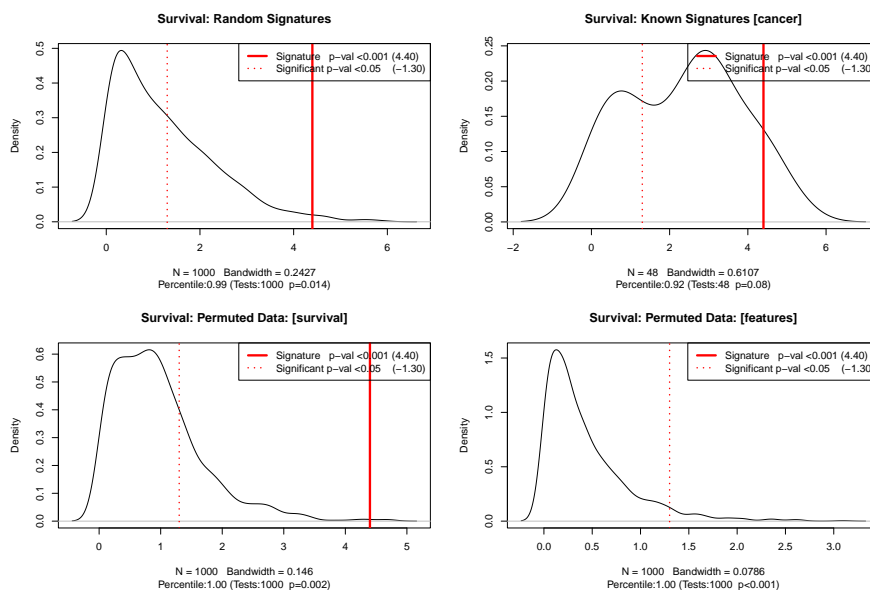 Survival: Random Signatures
Signature p-val <0.001 (4.40)
Significant p-val <0.05 (-1.30)
Density
0.0 0.1 0.2 0.3 0.4 0.5
0 2 4 6
N = 1000 Bandwidth = 0.2427
Percentile:0.99 (Tests:1000 p=0.014)
Survival: Known Signatures [cancer]
Signature p-val <0.001 (4.40)
Significant p-val <0.05 (-1.30)
Density
0.00 0.05 0.10 0.15 0.20 0.25
-2 0 2 4 6
N = 48 Bandwidth = 0.6107
Percentile:0.92 (Tests:48 p=0.08)
Survival: Permuted Data: [survival]
Signature p-val <0.001 (4.40)
Significant p-val <0.05 (-1.30)
Density
0.0 0.1 0.2 0.3 0.4 0.5 0.6
0 1 2 3 4 5
N = 1000 Bandwidth = 0.146
Percentile:1.00 (Tests:1000 p=0.002)
Survival: Permuted Data: [features]
Signature p-val <0.001 (4.40)
Significant p-val <0.05 (-1.30)
Density
0.0 0.5 1.0 1.5
0.0 0.5 1.0 1.5 2.0 2.5 3.0
N = 1000 Bandwidth = 0.0786
Percentile:1.00 (Tests:1000 p<0.001)